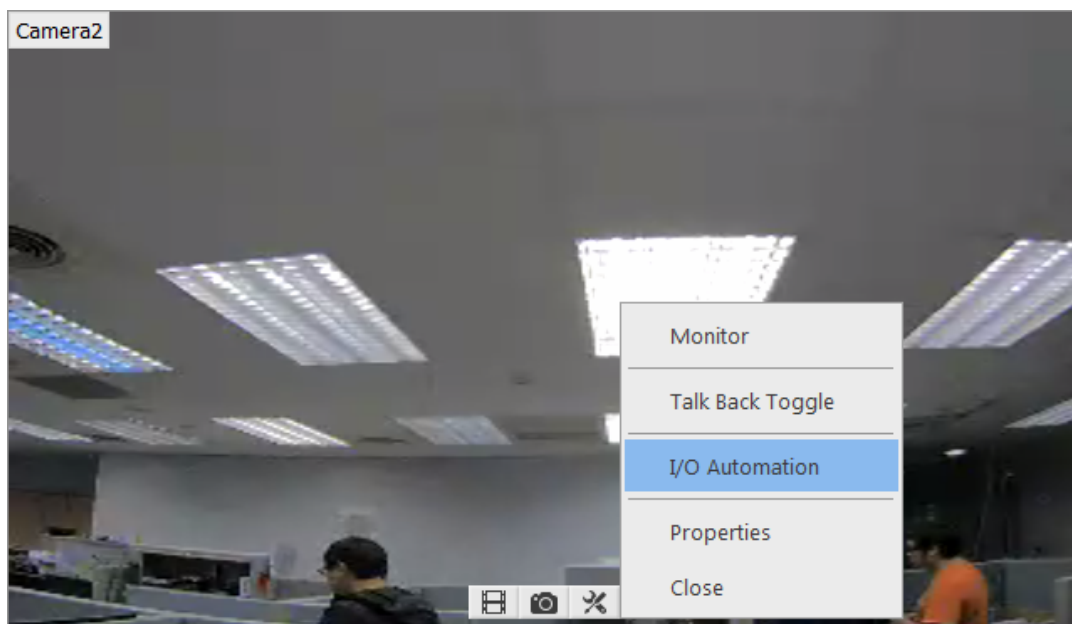 Camera2
Monitor
Talk Back Toggle
I/O Automation
Properties
Close